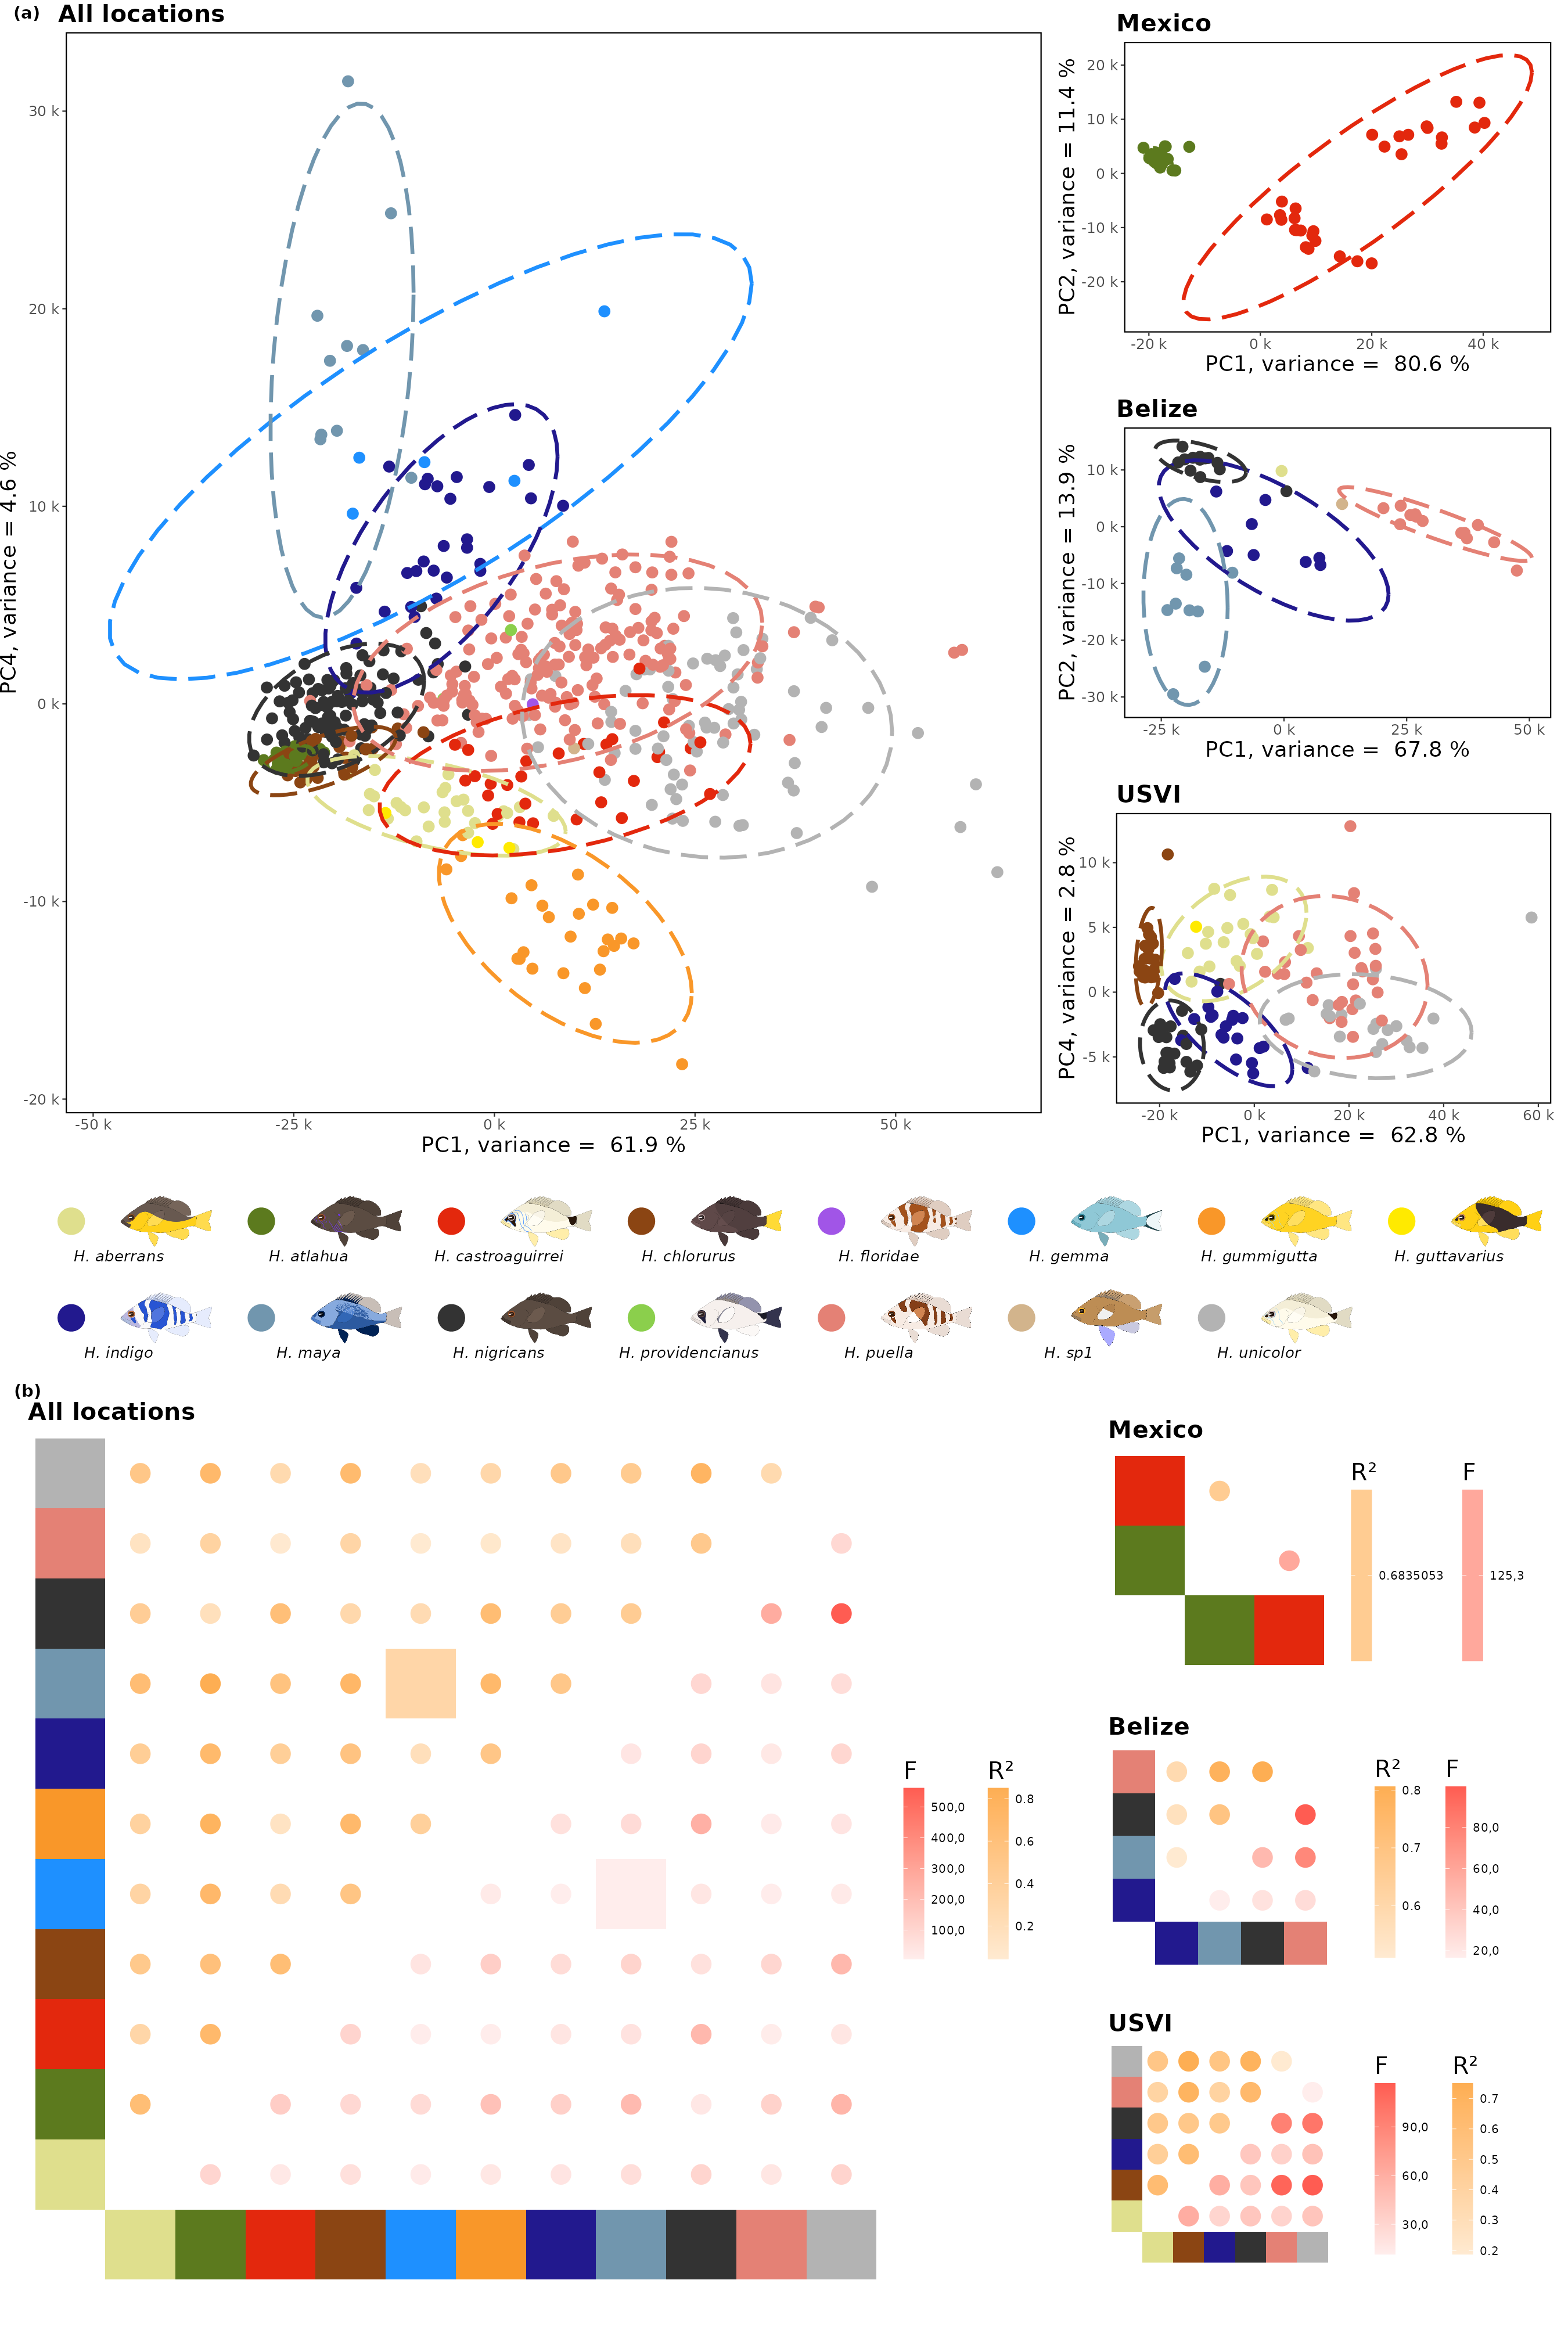 (a) All locations
30 k
20 k
10 k
0 k
-10 k
-20 k
PC4, variance = 4.6 %
-50 k -25 k 0 k 25 k 50 k
PC1, variance = 61.9 %
Mexico
20 k
10 k
0 k
-10 k
-20 k
PC2, variance = 11.4 %
-20 k 0 k 20 k 40 k
PC1, variance = 80.6 %
Belize
10 k
0 k
-10 k
-20 k
-30 k
PC2, variance = 13.9 %
-25 k 0 k 25 k 50 k
PC1, variance = 67.8 %
USVI
10 k
5 k
0 k
-5 k
PC4, variance = 2.8 %
-20 k 0 k 20 k 40 k 60 k
PC1, variance = 62.8 %
H. aberrans H. atlahua H. castroaguirrei H. chlorurus H. floridae H. gemma H. gummigutta H. guttavarius
H. indigo H. maya H. nigricans H. providencianus H. puella H. sp1 H. unicolor
(b)
All locations
F R²
500,0 0.8
400,0 0.6
300,0 0.4
200,0 0.2
100,0
Mexico
R² F
0.6835053 125,3
Belize
R² F
0.8 80,0
0.7 60,0
0.6 40,0
20,0
USVI
F R²
90,0 0.7
60,0 0.6
30,0 0.5
0.4
0.3
0.2